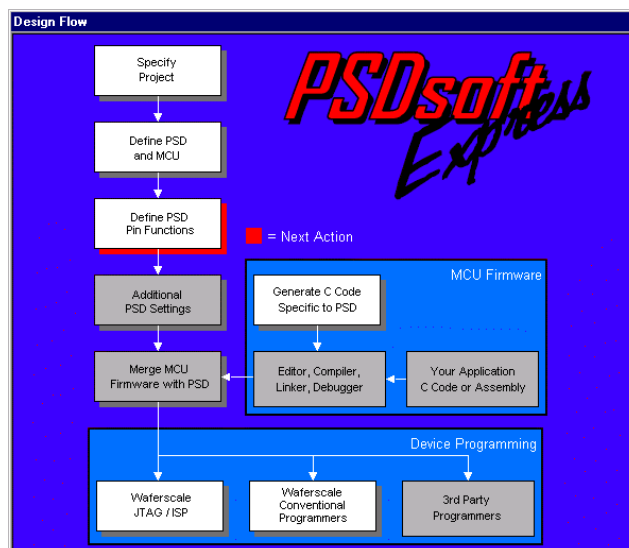 Design Flow
Specify
Project
PSDsoft
Express
Define PSD
and MCU
Define PSD
Pin Functions
= Next Action
MCU Firmware
Additional
PSD Settings
Generate C Code
Specific to PSD
Merge MCU
Firmware with PSD
Editor, Compiler,
Linker, Debugger
Your Application
C Code or Assembly
Device Programming
Waferscale
JTAG / ISP
Waferscale
Conventional
Programmers
3rd Party
Programmers